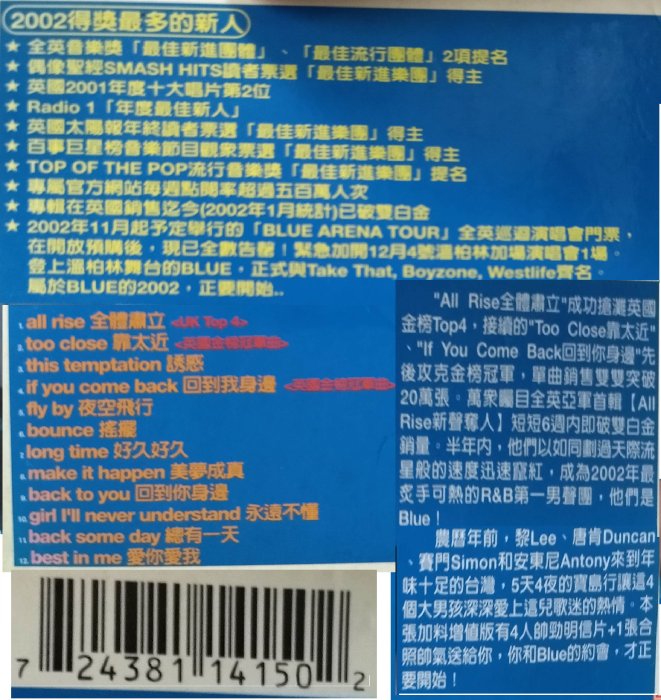 2002得獎最多的新人
★ 全英音樂獎「最佳新進團體」、「最佳流行團體」2項提名
★ 偶像聖經SMASH HITS讀者票選「最佳新進樂團」得主
★ 英國2001年度十大唱片第2位
★ Radio 1「年度最佳新人」
★ 英國太陽報年終讀者票選「最佳新進樂團」得主
★ 百事巨星榜音樂節目觀眾票選「最佳新進樂團」得主
★ TOP OF THE POP流行音樂獎「最佳新進樂團」提名
★ 專屬官方網站每週點閱率超過五百萬人次
★ 專輯在英國銷售迄今(2002年1月統計)已破雙白金
★ 2002年11月起予定舉行的「BLUE ARENA TOUR」全英巡迴演唱會門票，
在開放預購後，現已全數告罄！緊急加開12月4號溫柏林加場演唱會1場。
登上溫柏林舞台的BLUE，正式與Take That, Boyzone, Westlife齊名。
屬於BLUE的2002，正要開始..
1. all rise 全體肅立 <UK Top 4>
2. too close 靠太近 <英國金榜冠軍曲>
3. this temptation 誘惑
4. if you come back 回到我身邊 <英國金榜冠軍曲>
5. fly by 夜空飛行
6. bounce 搖擺
7. long time 好久好久
8. make it happen 美夢成真
9. back to you 回到你身邊
10. girl I'll never understand 永遠不懂
11. back some day 總有一天
12. best in me 愛你愛我
"All Rise全體肅立"成功搶灘英國
金榜Top4，接續的"Too Close靠太近"
、"If You Come Back回到你身邊"先
後攻克金榜冠軍，單曲銷售雙雙突破
20萬張。萬眾矚目全英亞軍首輯【All
Rise新聲奪人】短短6週內即破雙白金
銷量。半年內，他們以如同劃過天際流
星般的速度迅速竄紅，成為2002年最
炙手可熱的R&B第一男聲團，他們是
Blue！
農曆年前，黎Lee、唐肯Duncan
、賽門Simon和安東尼Antony來到年
味十足的台灣，5天4夜的寶島行讓這4
個大男孩深深愛上這兒歌迷的熱情。本
張加料增值版有4人帥勁明信片+1張合
照帥氣送給你，你和Blue的約會，才正
要開始！
7 24381 14150 2